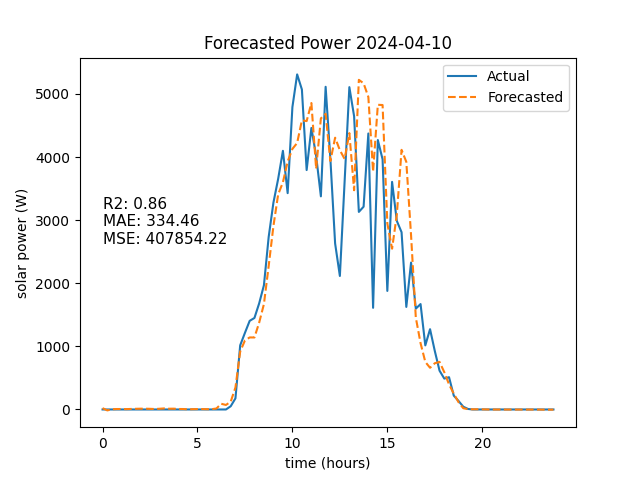 Forecasted Power 2024-04-10
Actual
Forecasted
5000
4000
3000
2000
1000
0
solar power (W)
R2: 0.86
MAE: 334.46
MSE: 407854.22
0 5 10 15 20
time (hours)